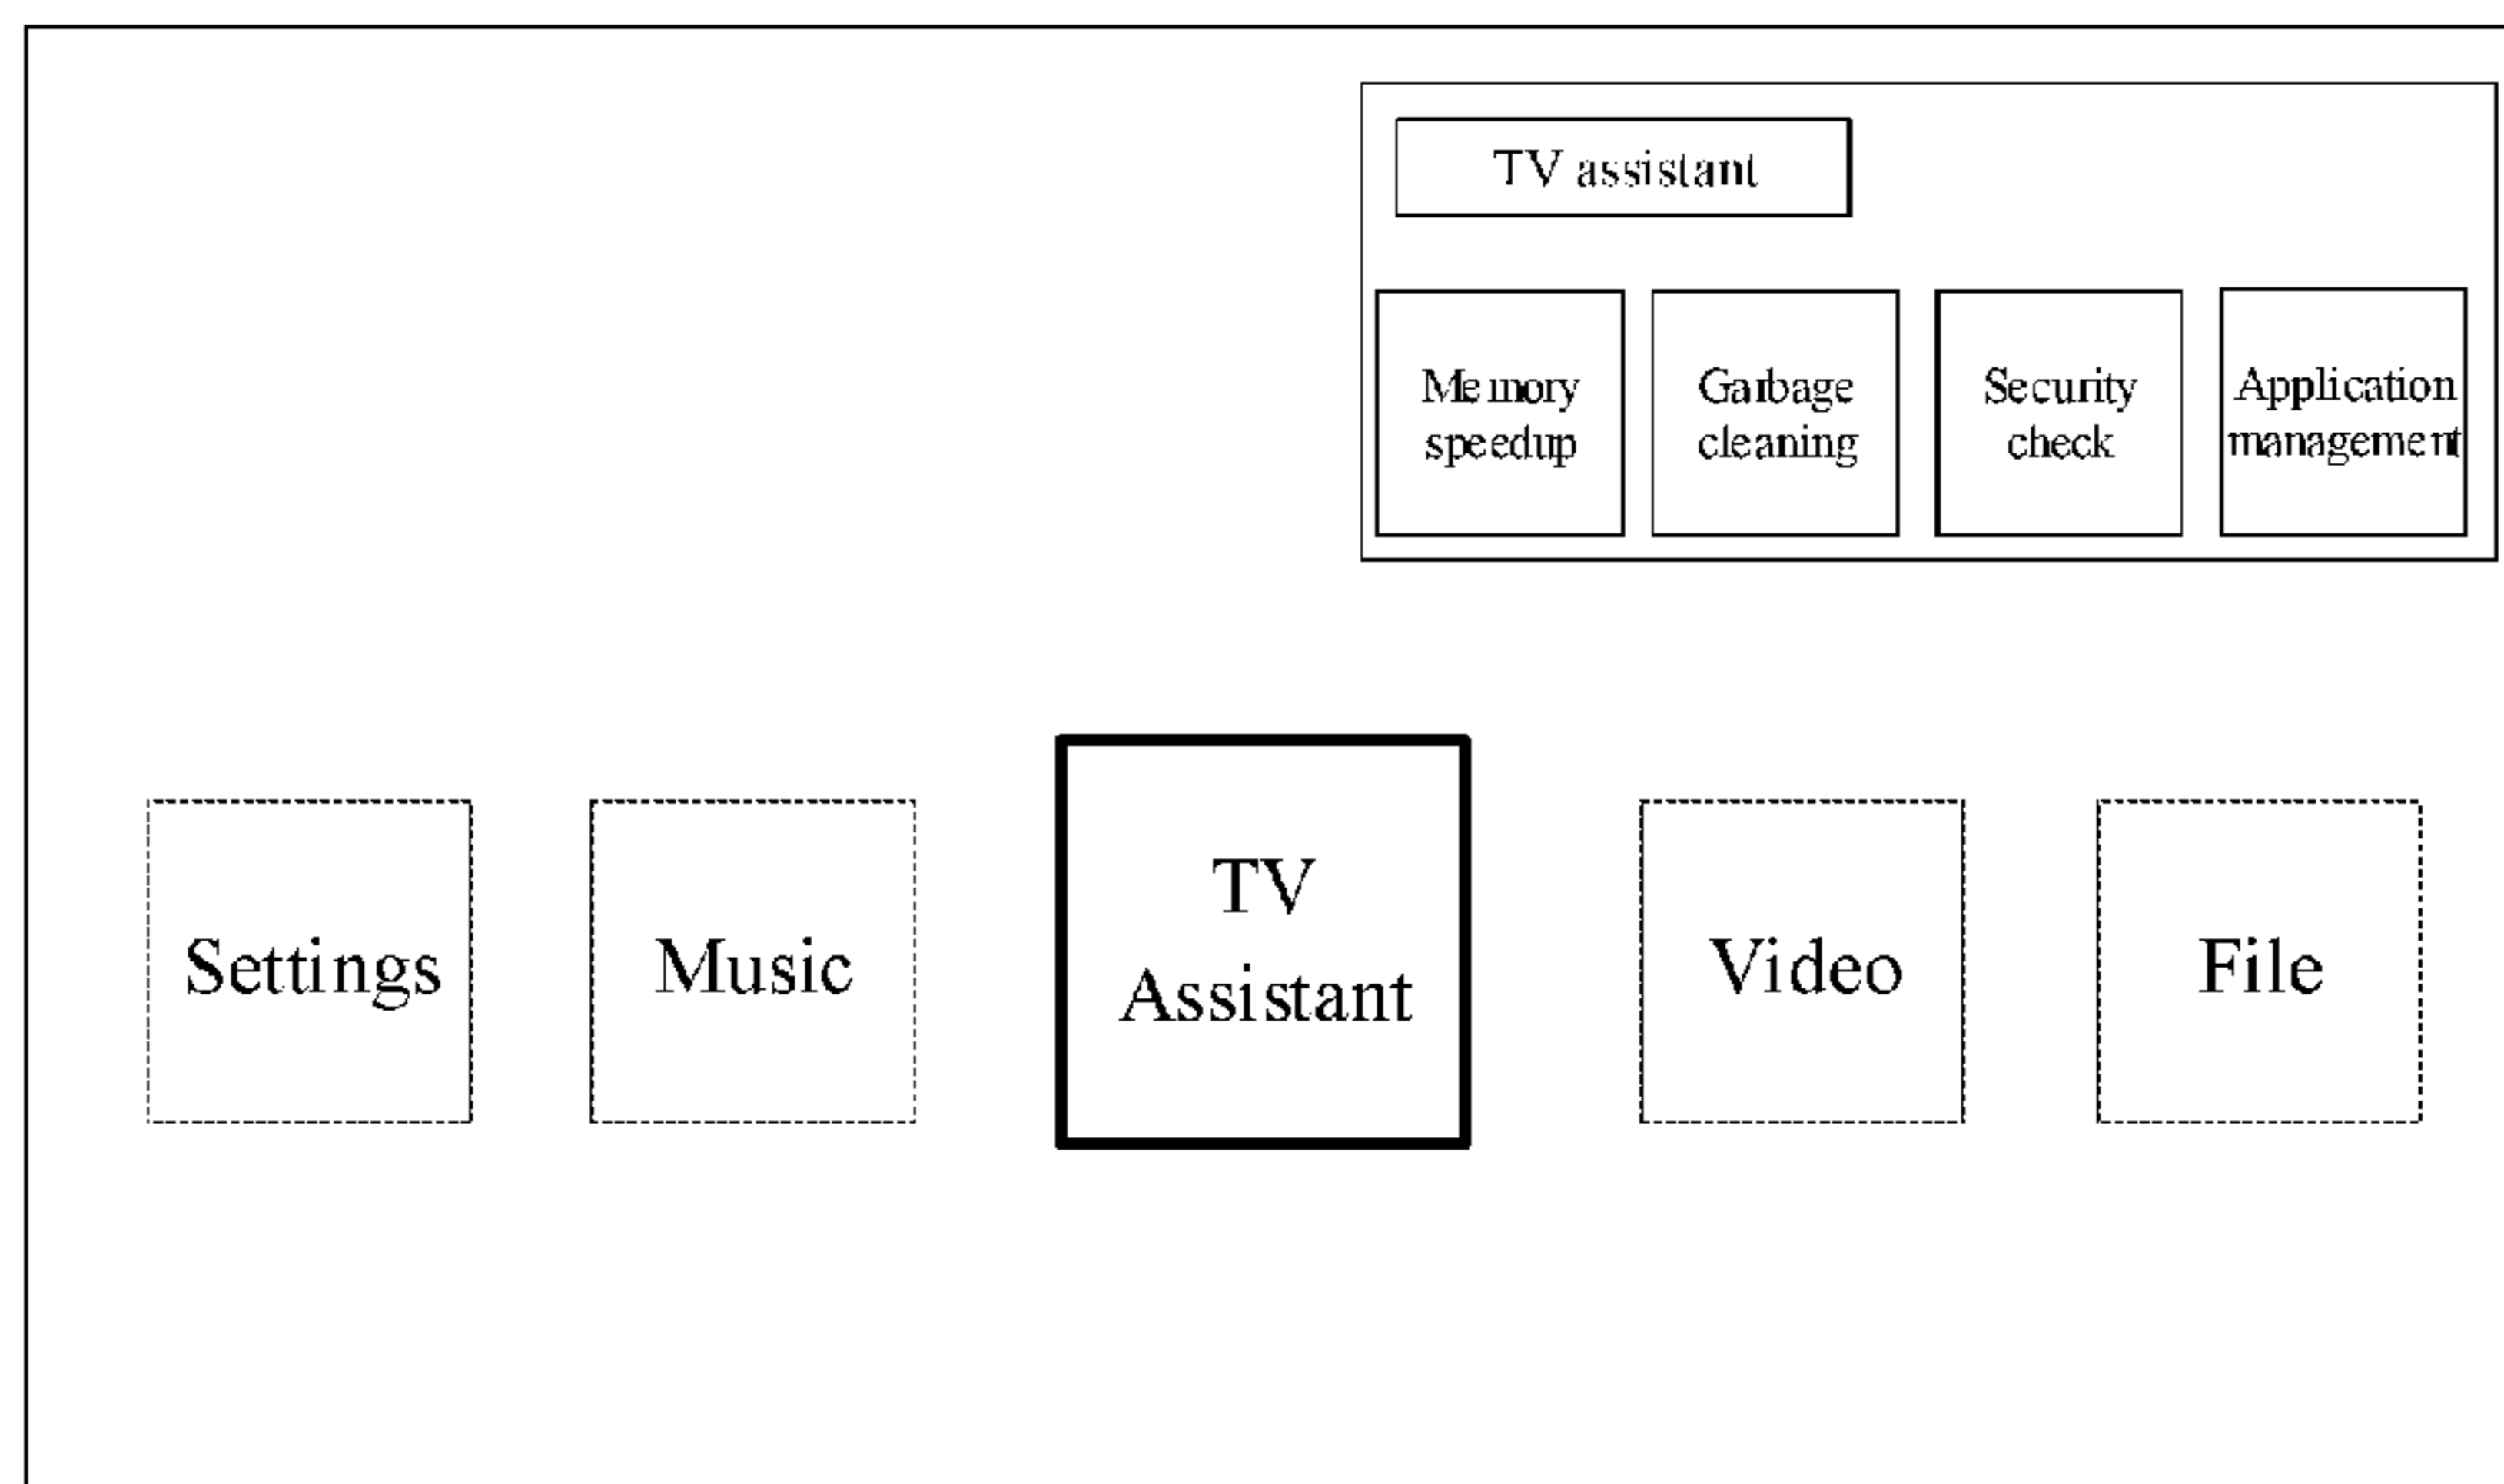 TV assistant
Memory
speedup
Garbage
cleaning
Security
check
Application
management
Settings
Music
TV
Assistant
Video
File